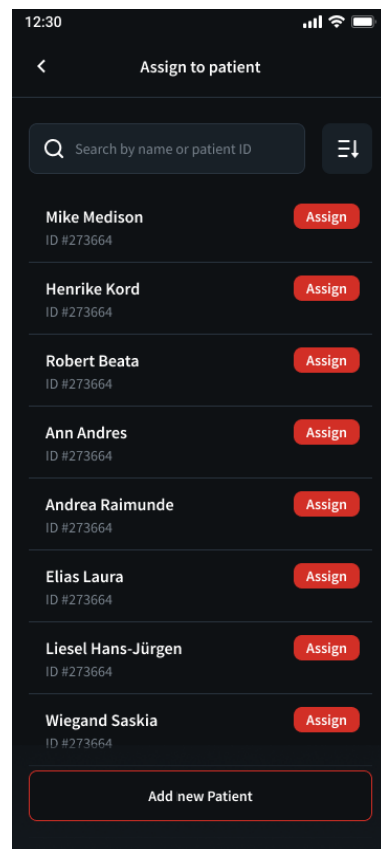 12:30
Assign to patient
Search by name or patient ID
Mike Medison
Assign
ID #273664
Henrike Kord
Assign
ID #273664
Robert Beata
Assign
ID #273664
Ann Andres
Assign
ID #273664
Andrea Raimunde
Assign
ID #273664
Elias Laura
Assign
ID #273664
Liesel Hans-Jürgen
Assign
ID #273664
Wiegand Saskia
Assign
ID #273664
Add new Patient